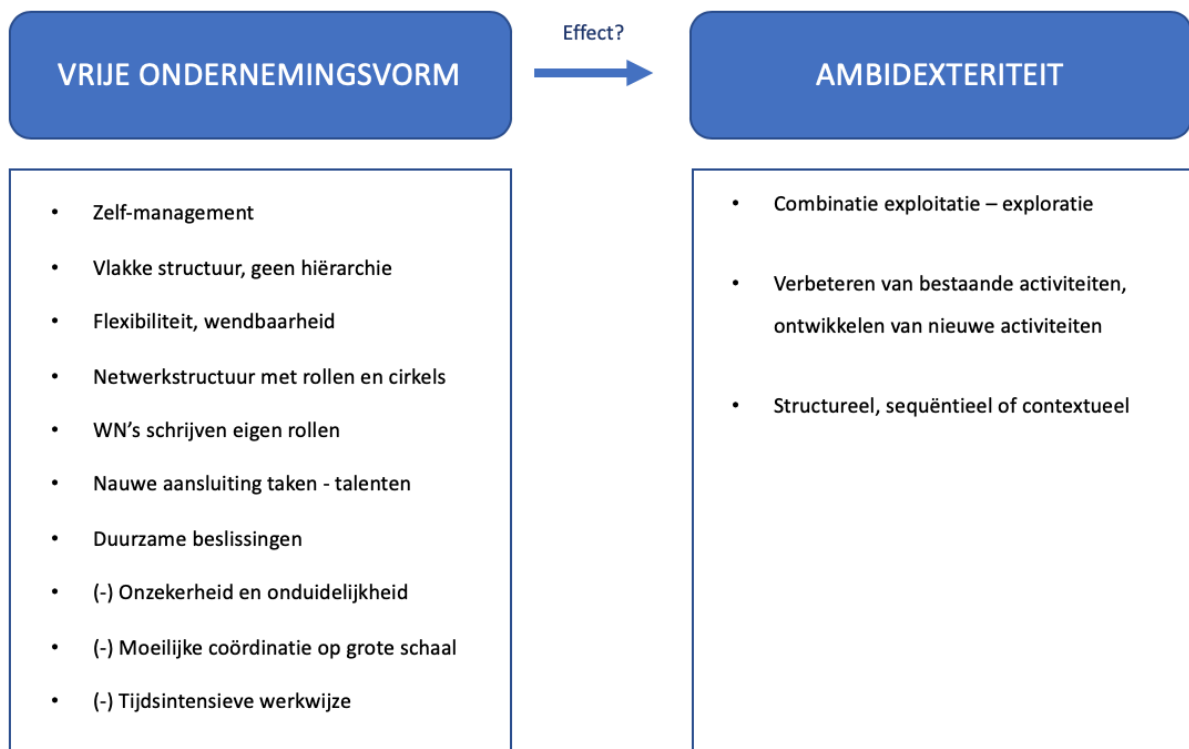 VRIJE ONDERNEMINGSVORM
Effect?
AMBIDEXTERITEIT
• Zelf-management
• Vlakke structuur, geen hiërarchie
• Flexibiliteit, wendbaarheid
• Netwerkstructuur met rollen en cirkels
• WN’s schrijven eigen rollen
• Nauwe aansluiting taken - talenten
• Duurzame beslissingen
• (-) Onzekerheid en onduidelijkheid
• (-) Moeilijke coördinatie op grote schaal
• (-) Tijdsintensieve werkwijze
• Combinatie exploitatie – exploratie
• Verbeteren van bestaande activiteiten,
ontwikkelen van nieuwe activiteiten
• Structureel, sequëntieel of contextueel